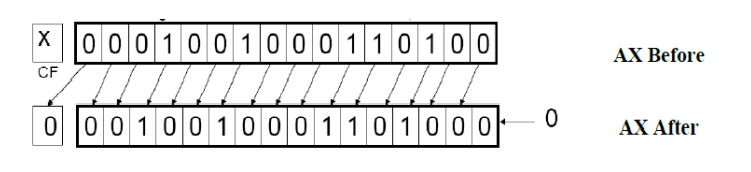 X 0 0 0 1 0 0 1 0 0 0 1 1 0 1 0 0 AX Before
CF
0 0 0 1 0 0 1 0 0 0 1 1 0 1 0 0 0 0 AX After